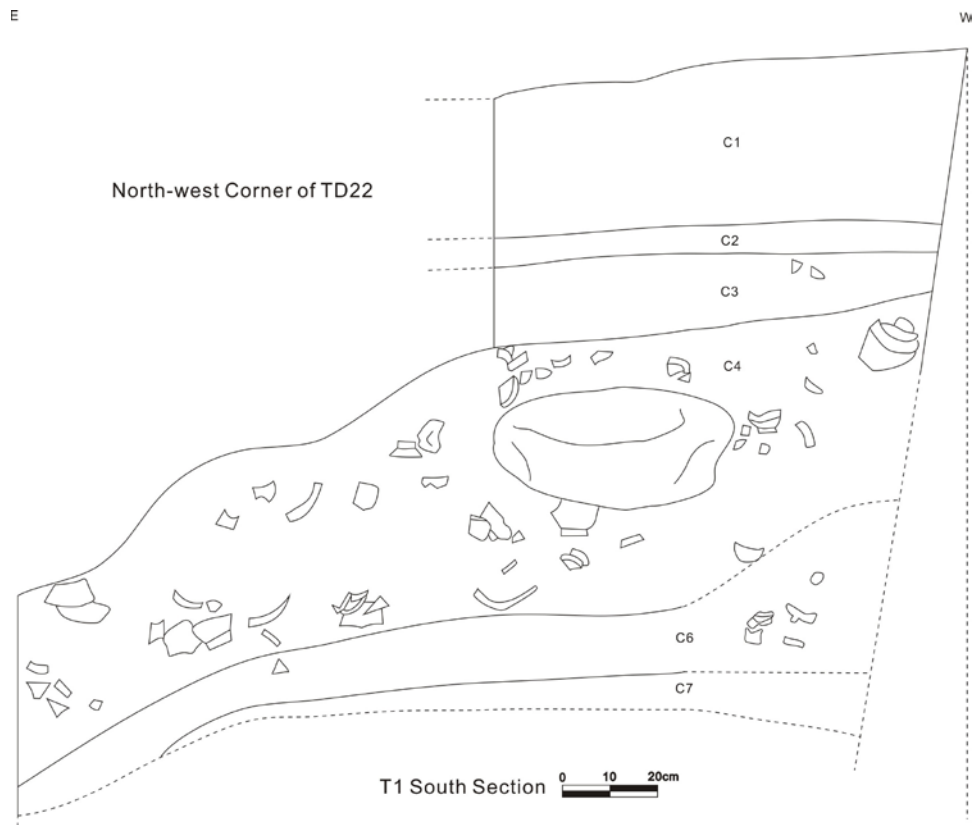 E
W
C1
North-west Corner of TD22
C2
C3
C4
C6
C7
T1 South Section
0 10 20cm